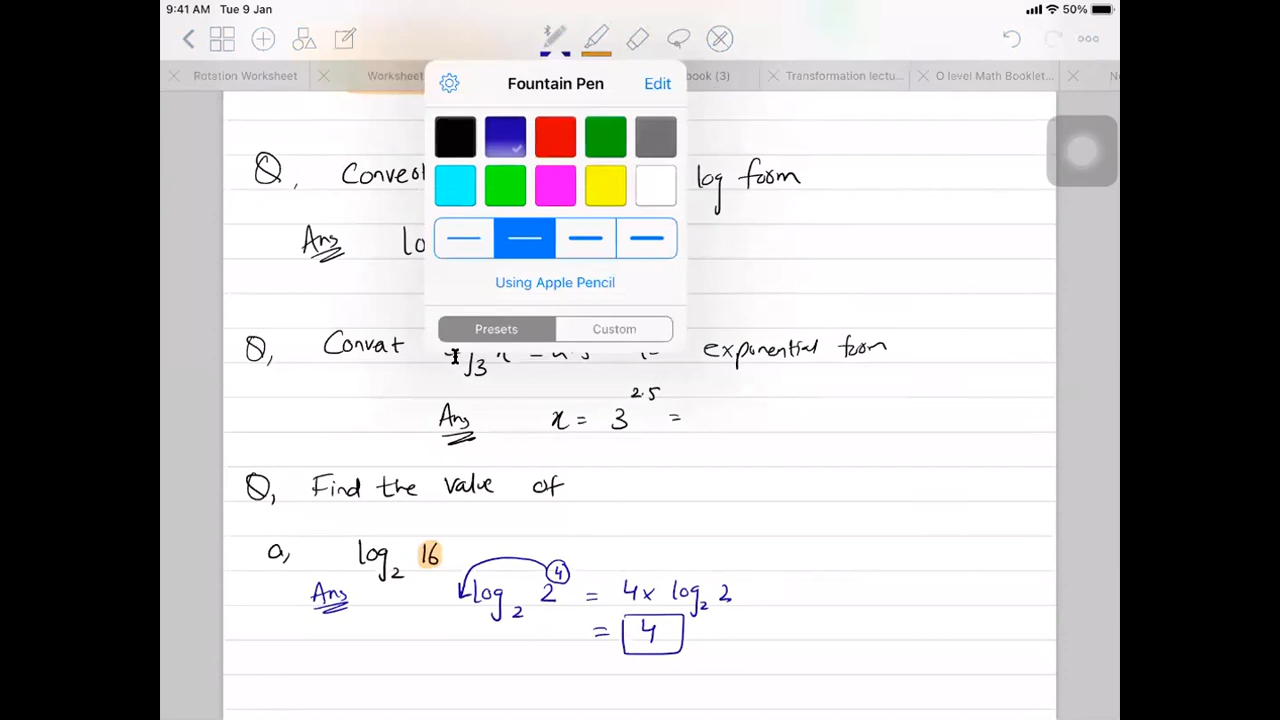 9:41 AM Tue 9 Jan 50%
Rotation Worksheet Worksheet book (3) Transformation lectu... O level Math Booklet...
Fountain Pen Edit
Q, log form
Ans lo
Using Apple Pencil
Presets Custom
Q, Convat exponential form
Ans x = 3^2.5 =
Q, Find the value of
a, log₂ 16
Ans log₂ 2^4 = 4 x log₂ 2
= 4